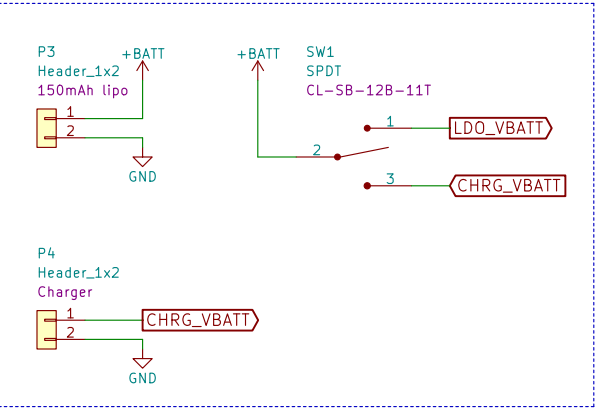 P3
Header_1x2
150mAh lipo
+BATT
1
2
GND
+BATT
SW1
SPDT
CL-SB-12B-11T
1
LDO_VBATT
2
3
CHRG_VBATT
P4
Header_1x2
Charger
1
CHRG_VBATT
2
GND